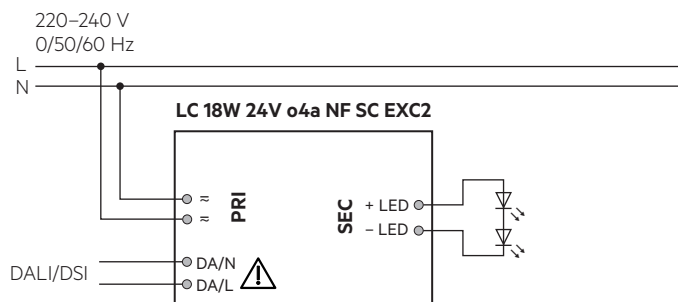 220–240 V
0/50/60 Hz
L
N
LC 18W 24V o4a NF SC EXC2
≂
≂
PRI
SEC
+ LED
– LED
DALI/DSI
DA/N
DA/L